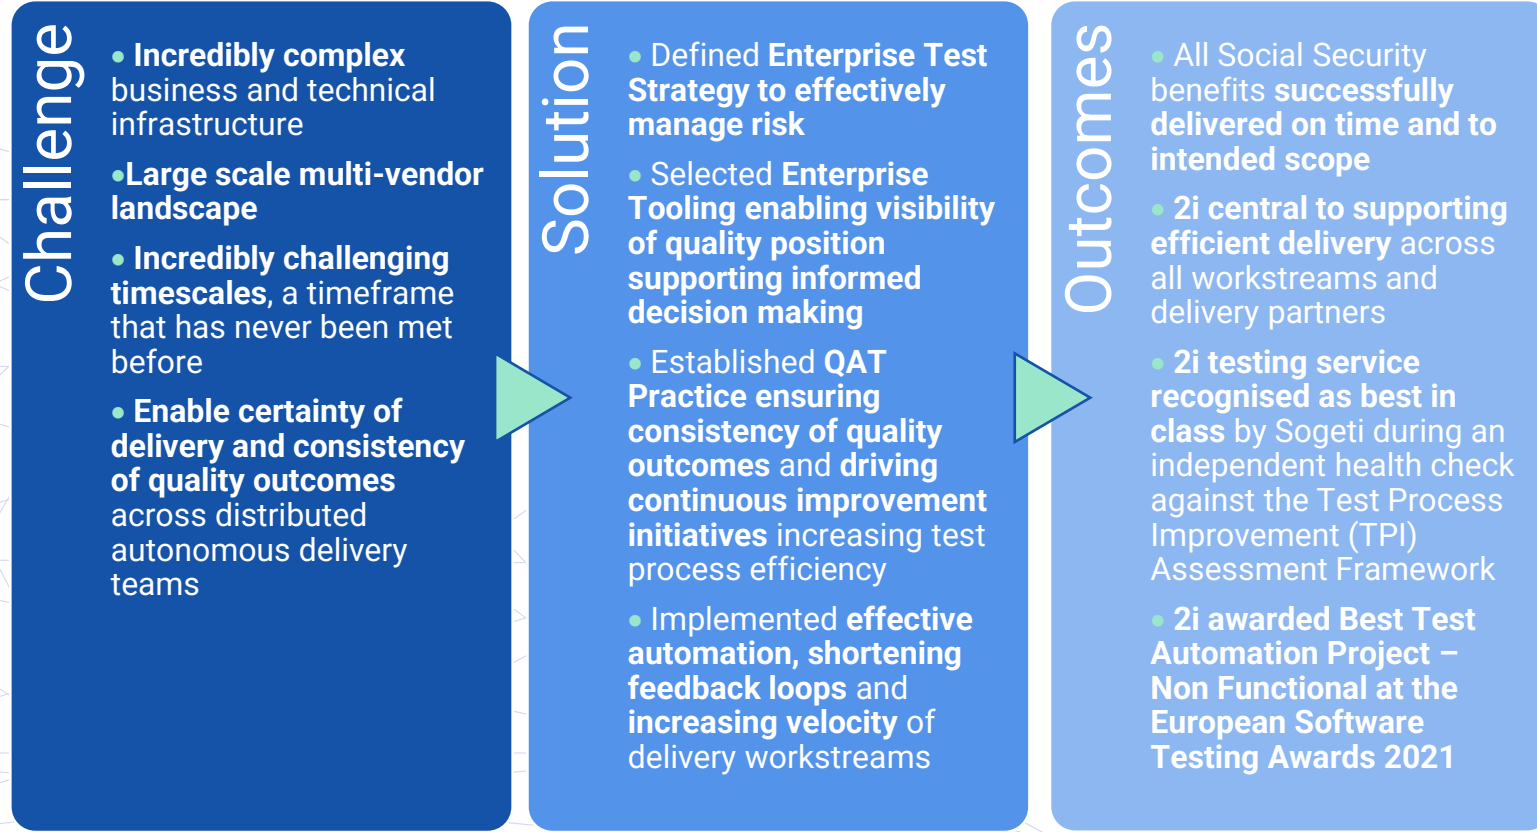 Challenge
• Incredibly complex
business and technical
infrastructure
•Large scale multi-vendor
landscape
• Incredibly challenging
timescales, a timeframe
that has never been met
before
• Enable certainty of
delivery and consistency
of quality outcomes
across distributed
autonomous delivery
teams
Solution
• Defined Enterprise Test
Strategy to effectively
manage risk
• Selected Enterprise
Tooling enabling visibility
of quality position
supporting informed
decision making
• Established QAT
Practice ensuring
consistency of quality
outcomes and driving
continuous improvement
initiatives increasing test
process efficiency
• Implemented effective
automation, shortening
feedback loops and
increasing velocity of
delivery workstreams
Outcomes
• All Social Security
benefits successfully
delivered on time and to
intended scope
• 2i central to supporting
efficient delivery across
all workstreams and
delivery partners
• 2i testing service
recognised as best in
class by Sogeti during an
independent health check
against the Test Process
Improvement (TPI)
Assessment Framework
• 2i awarded Best Test
Automation Project –
Non Functional at the
European Software
Testing Awards 2021